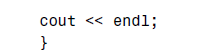 cout << endl;
}